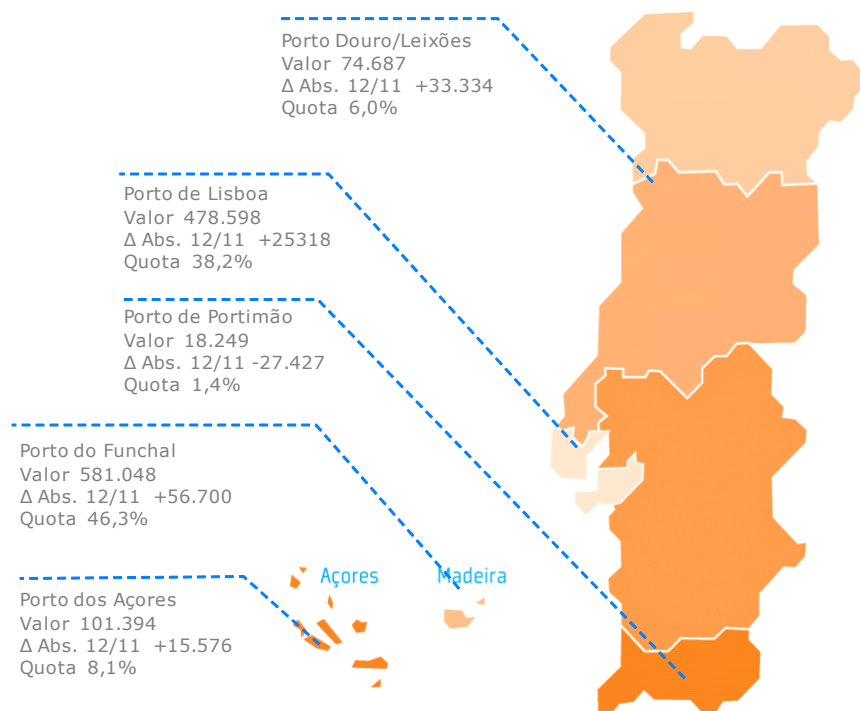 Porto Douro/Leixões
Valor 74.687
Δ Abs. 12/11 +33.334
Quota 6,0%
Porto de Lisboa
Valor 478.598
Δ Abs. 12/11 +25318
Quota 38,2%
Porto de Portimão
Valor 18.249
Δ Abs. 12/11 -27.427
Quota 1,4%
Porto do Funchal
Valor 581.048
Δ Abs. 12/11 +56.700
Quota 46,3%
Açores
Madeira
Porto dos Açores
Valor 101.394
Δ Abs. 12/11 +15.576
Quota 8,1%